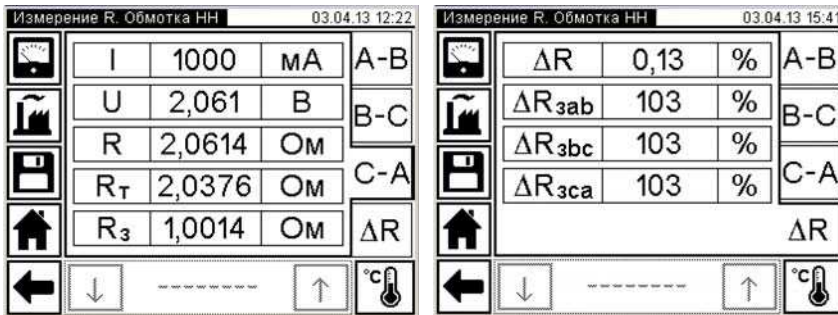 Измерение R. Обмотка НН 03.04.13 12:22
I 1000 мА A-B
U 2,061 В B-C
R 2,0614 Ом
Rт 2,0376 Ом C-A
Rз 1,0014 Ом ΔR
↓ -------- ↑ °C
Измерение R. Обмотка НН 03.04.13 15:41
ΔR 0,13 % A-B
ΔRзab 103 % B-C
ΔRзbc 103 %
ΔRзca 103 % C-A
ΔR
↓ -------- ↑ °C